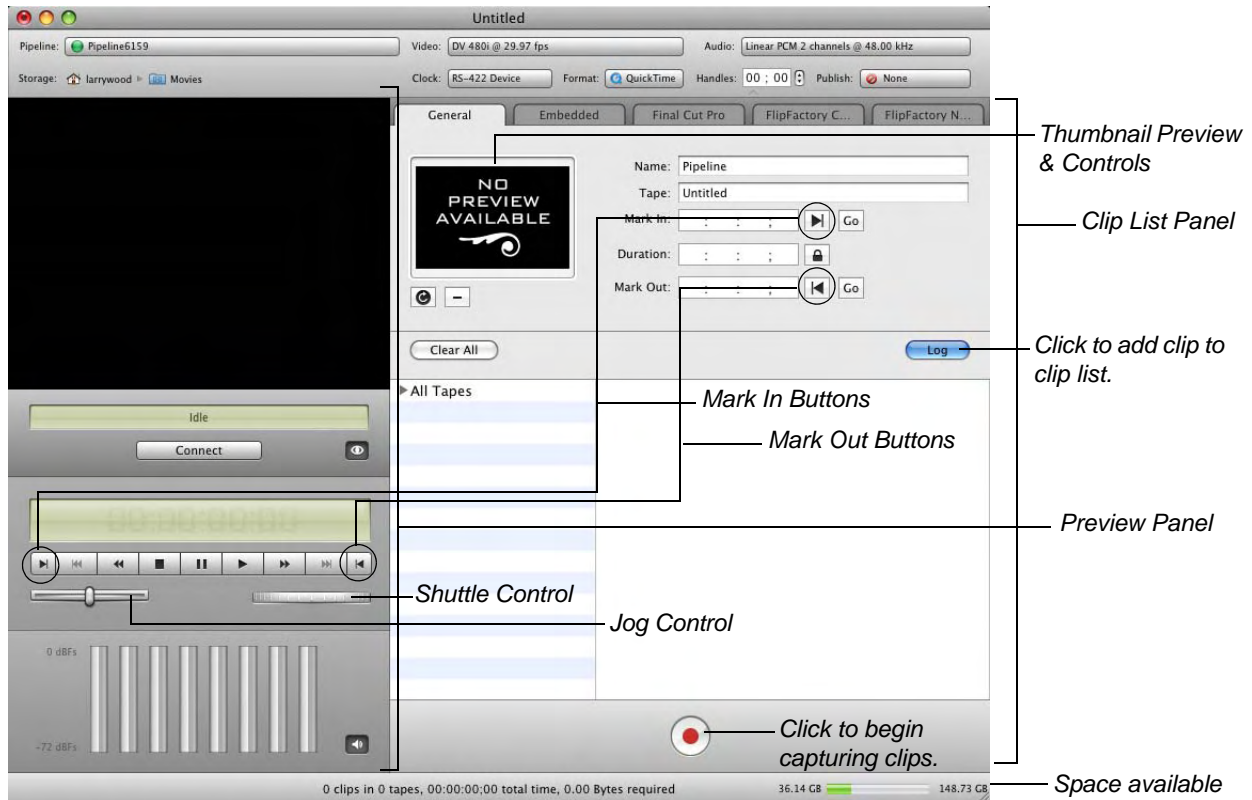 Untitled
Pipeline: Pipeline6159 Video: DV 480i @ 29.97 fps Audio: Linear PCM 2 channels @ 48.00 kHz
Storage: larrywood Movies Clock: RS-422 Device Format: QuickTime Handles: 00 ; 00 Publish: None
General Embedded Final Cut Pro FlipFactory C... FlipFactory N...
Thumbnail Preview
& Controls
NO
PREVIEW
AVAILABLE
Name: Pipeline
Tape: Untitled
Mark In: : : ; Go
Duration: : : ;
Mark Out: : : ; Go
Clip List Panel
Clear All Log
Click to add clip to
clip list.
All Tapes
Mark In Buttons
Mark Out Buttons
Idle
Connect
00:00:00:00
Preview Panel
Shuttle Control
Jog Control
0 dBFs
-72 dBFs
Click to begin
capturing clips.
0 clips in 0 tapes, 00:00:00;00 total time, 0.00 Bytes required 36.14 GB 148.73 GB
Space available